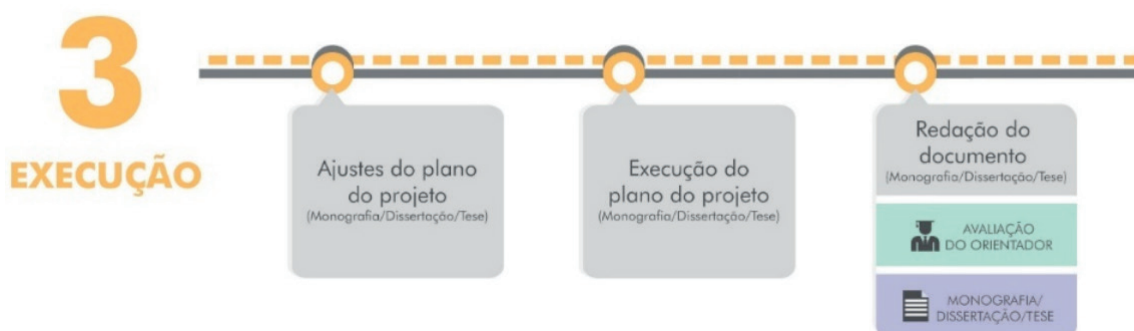 3
EXECUÇÃO
Ajustes do plano
do projeto
(Monografia/Dissertação/Tese)
Execução do
plano do projeto
(Monografia/Dissertação/Tese)
Redação do
documento
(Monografia/Dissertação/Tese)
AVALIAÇÃO
DO ORIENTADOR
MONOGRAFIA/
DISSERTAÇÃO/TESE